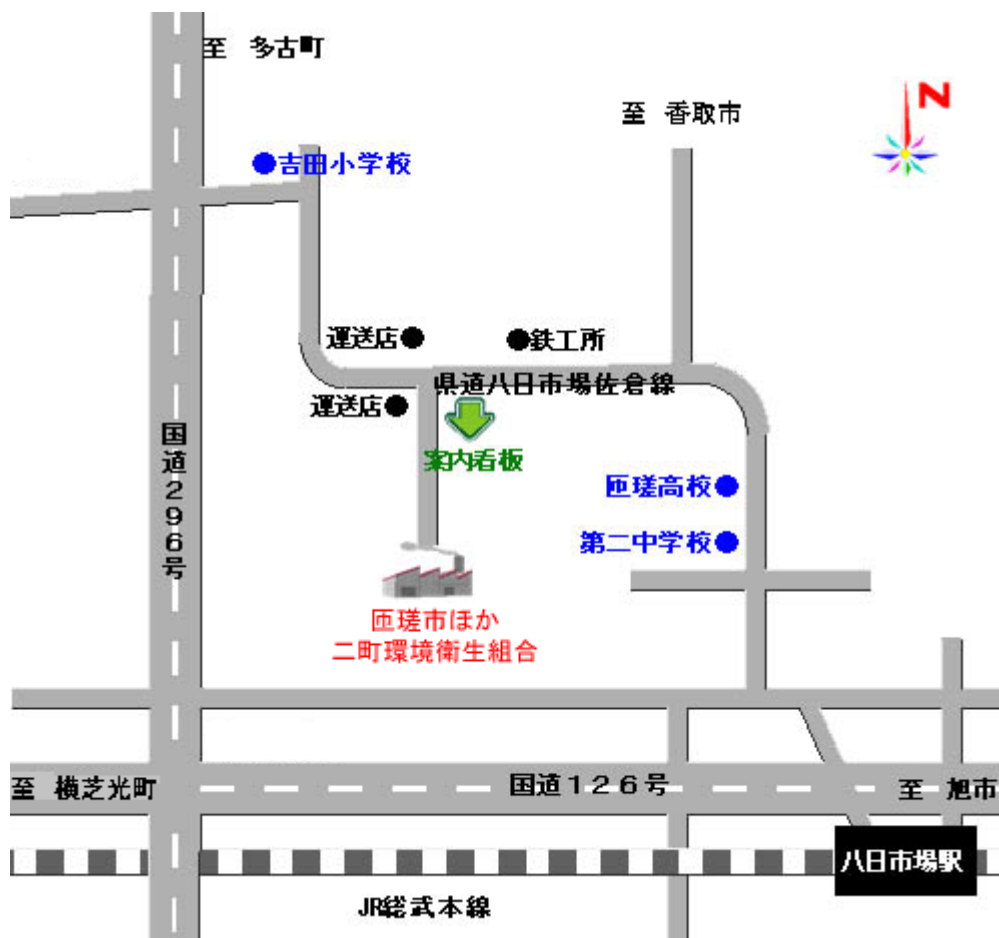 至 多古町
N
至 香取市
吉田小学校
運送店
鉄工所
県道八日市場佐倉線
運送店
案内看板
国道296号
匝瑳高校
第二中学校
匝瑳市ほか
二町環境衛生組合
至 横芝光町
国道126号
至 旭市
八日市場駅
JR総武本線